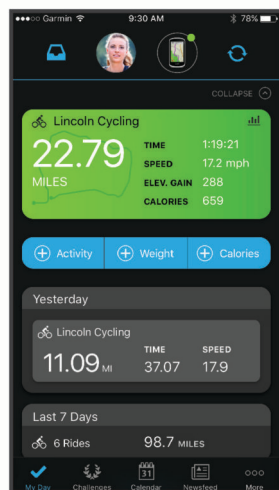 Garmin 9:30 AM 78%
COLLAPSE
Lincoln Cycling
22.79
MILES
TIME 1:19:21
SPEED 17.2 mph
ELEV. GAIN 288
CALORIES 659
Activity Weight Calories
Yesterday
Lincoln Cycling
11.09 MI
TIME SPEED
37.07 17.9
Last 7 Days
6 Rides 98.7 MILES
31
My Day Challenges Calendar Newsfeed More